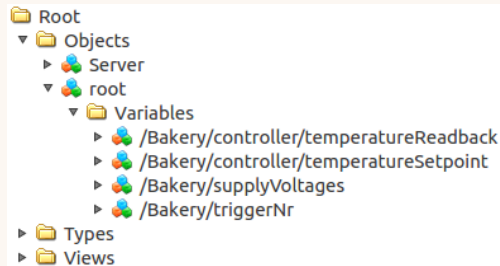 Root
Objects
Server
root
Variables
/Bakery/controller/temperatureReadback
/Bakery/controller/temperatureSetpoint
/Bakery/supplyVoltages
/Bakery/triggerNr
Types
Views